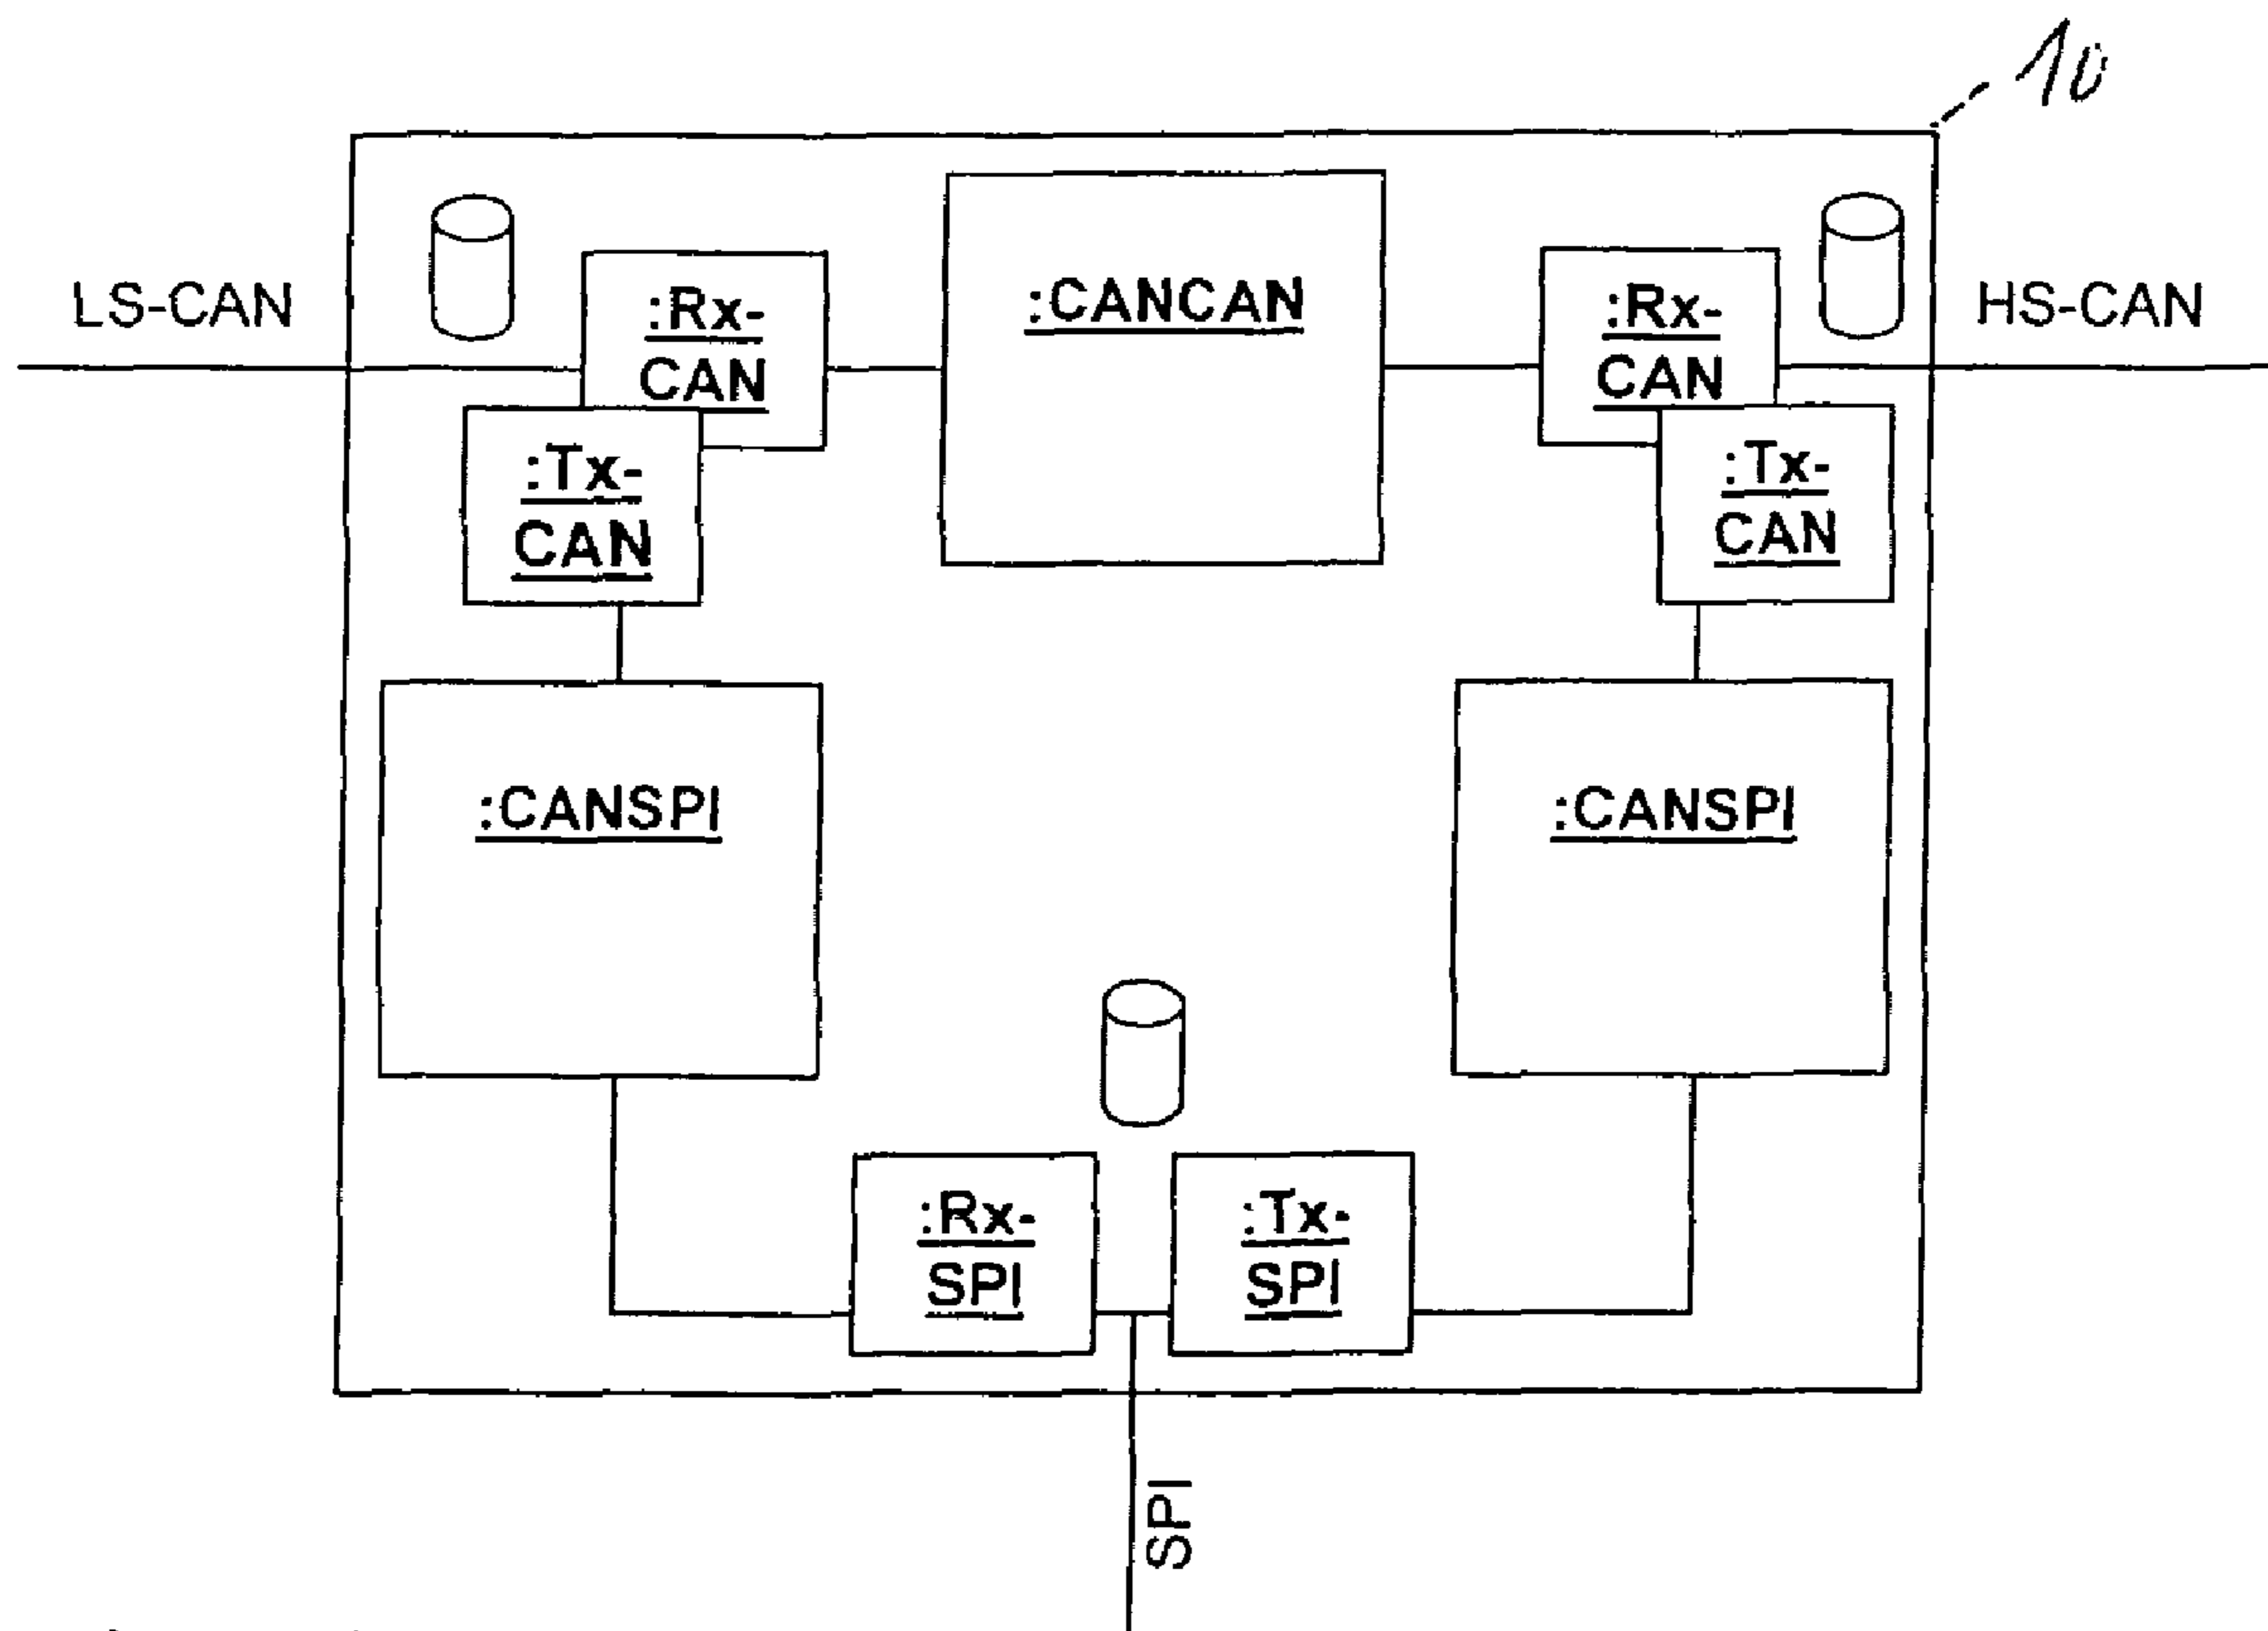 10
LS-CAN
:Rx-
CAN
:CANCAN
:Rx-
CAN
HS-CAN
:Tx-
CAN
:Tx-
CAN
:CANSPI
:CANSPI
:Rx-
SPI
:Tx-
SPI
SPI